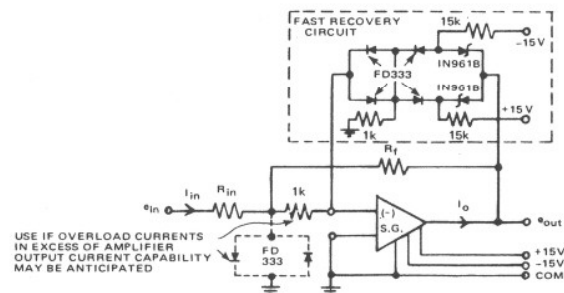 FAST RECOVERY
CIRCUIT
15k
-15V
IN961B
FD333
IN961B
+15V
1k
15k
Rf
Rin
1k
Iin
ein
(-)
S.G.
Io
eout
USE IF OVERLOAD CURRENTS
IN EXCESS OF AMPLIFIER
OUTPUT CURRENT CAPABILITY
MAY BE ANTICIPATED
FD
333
+15V
-15V
COM